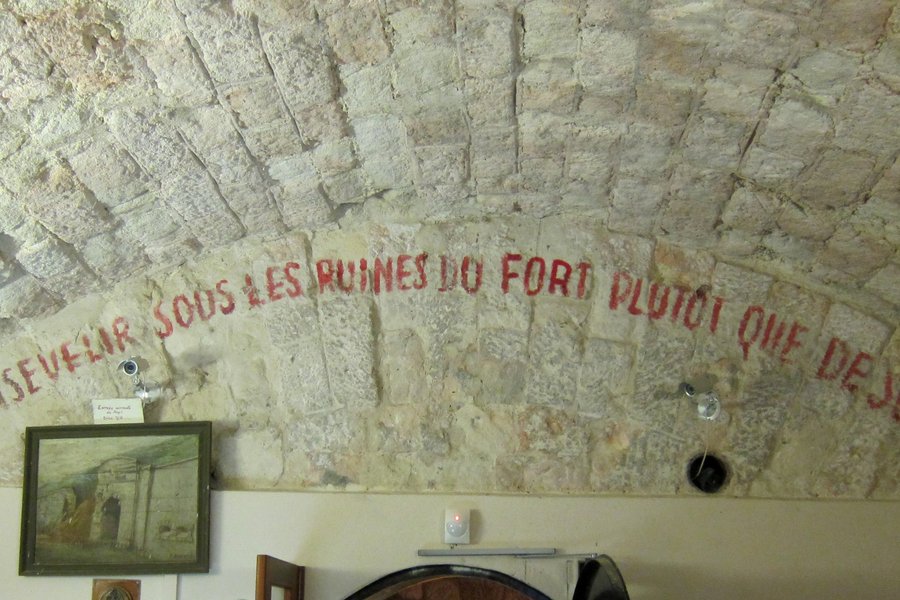 SEVELIR SOUS LES RUINES DU FORT PLUTOT QUE DE S